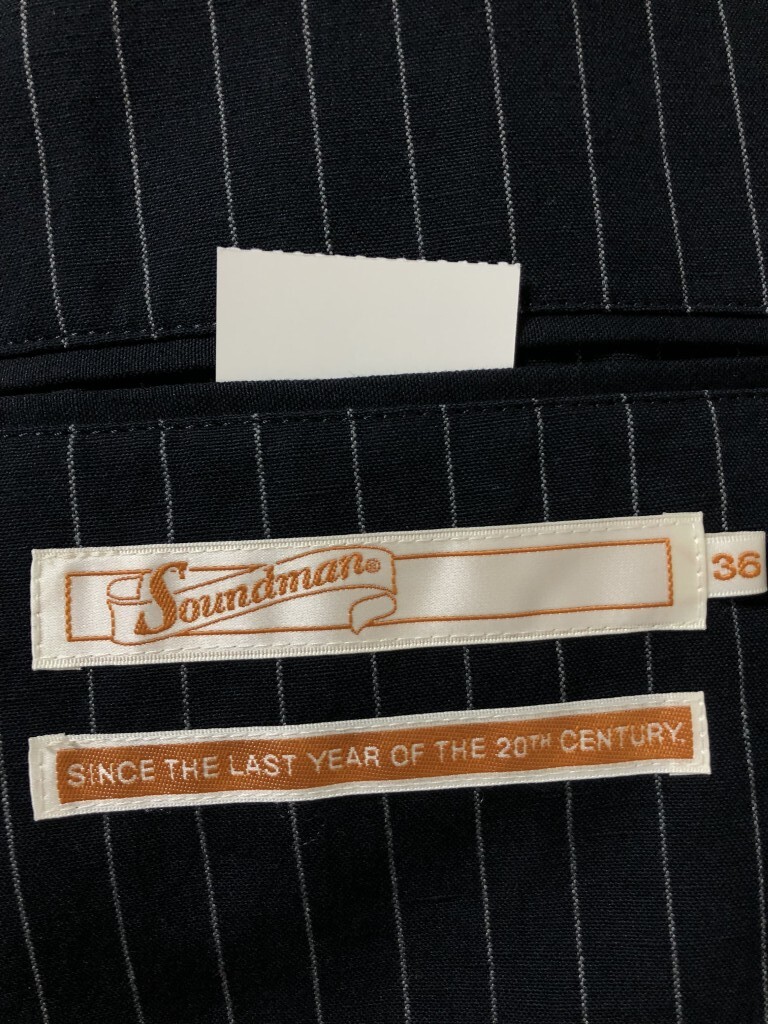 Soundman®
36
SINCE THE LAST YEAR OF THE 20TH CENTURY.